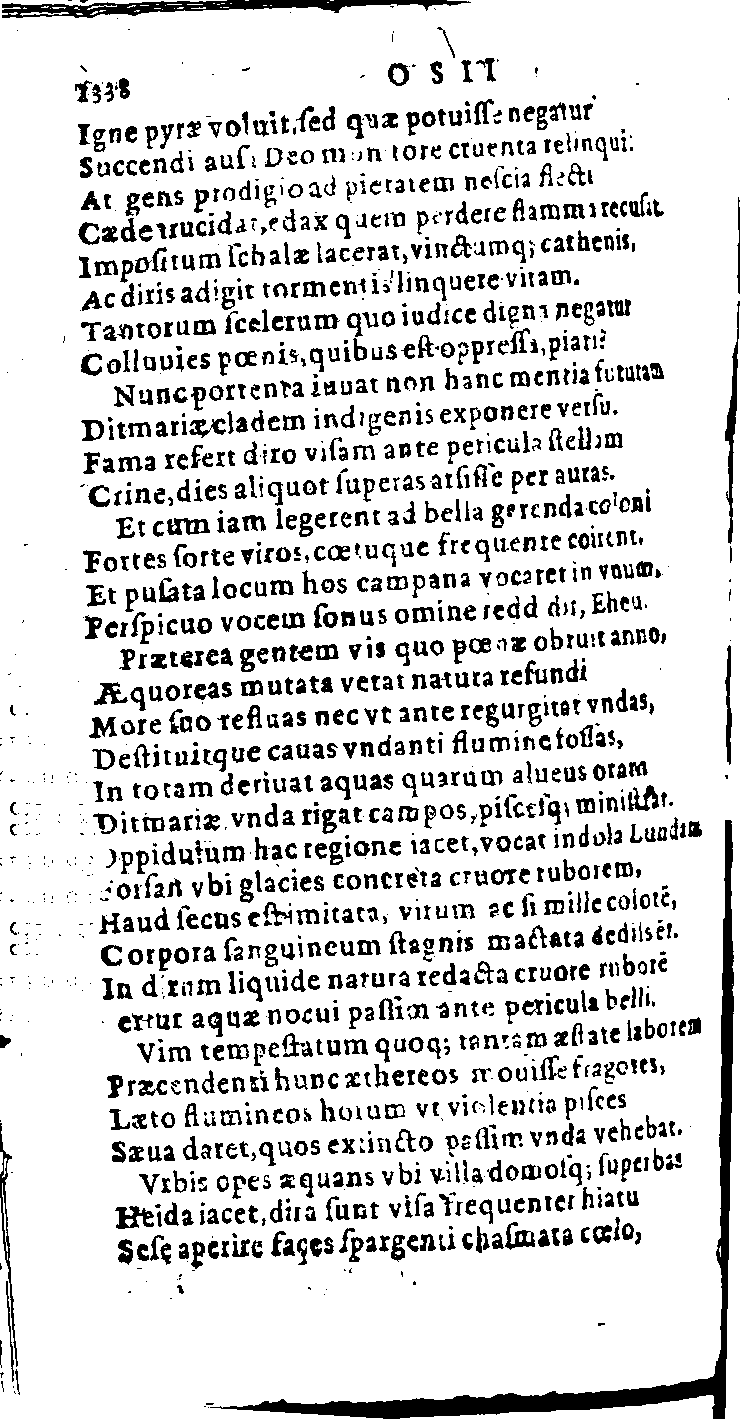 1338 OSII
Igne pyræ voluit, ſed quæ potuiſſe negatur
Succendi auſi Deo monitore cruenta relinqui:
At gens prodigio ad pietatem neſcia flecti
Cæde trucidat, edax quem perdere flamma recuſit.
Impoſitum ſchalæ lacerat, vinctumq; cathenis,
Ac diris adigit tormentis linquere vitam.
Tantorum ſcelerum quo iudice digna negatur
Colluvies pœnis, quibus eſt oppreſſa, piari?
Nunc portenta iuuat non hanc mentia futuram
Ditmariæ cladem indigenis exponere verſu.
Fama refert diro viſam ante pericula ſtellam
Crine, dies aliquot ſuperas arſiſſe per auras.
Et cum iam legerent ad bella gerenda coloni
Fortes ſorte viros, cœtuque frequente coirent,
Et puſata locum hos campana vocaret in vnum,
Perſpicuo vocem ſonus omine redd dit, Eheu.
Præterea gentem vis quo pœnæ obruit anno,
Æquoreas mutata vetat natura refundi
More ſuo refluas nec vt ante regurgitat vndas,
Deſtituitque cauas vndanti flumine foſſas,
In totam deriuat aquas quarum alueus oram
Ditmariæ, vnda rigat campos, piſceſq; miniſtrat.
Oppidulum hac regione iacet, vocat indola Lundim
Forſan vbi glacies concreta cruore ruborem,
Haud ſecus eſt imitata, virum ac ſi mille colorē,
Corpora ſanguineum ſtagnis mactata dediſsēt.
In dirum liquide natura redacta cruore ruborē
ertur aquæ nocui paſſim ante pericula belli.
Vim tempeſtatum quoq; tantam æſtate laborem
Præcendenti hunc æthereos mouiſſe fragores,
Læto flumineos horum vt violentia piſces
Sæua daret, quos extincto paſſim vnda vehebat.
Vrbis opes æquans vbi villa domoſq; ſuperbas
Heida iacet, dira ſunt viſa frequenter hiatu
Seſe aperire faces ſpargenti chaſmata cœlo,